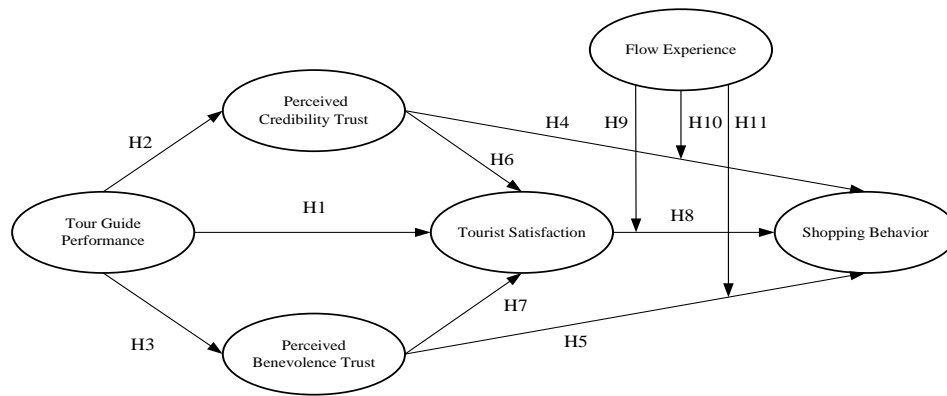 Flow Experience
Perceived
Credibility Trust
H4
H9
H10
H11
H2
H6
Tour Guide
Performance
H1
Tourist Satisfaction
H8
Shopping Behavior
H7
H3
Perceived
Benevolence Trust
H5